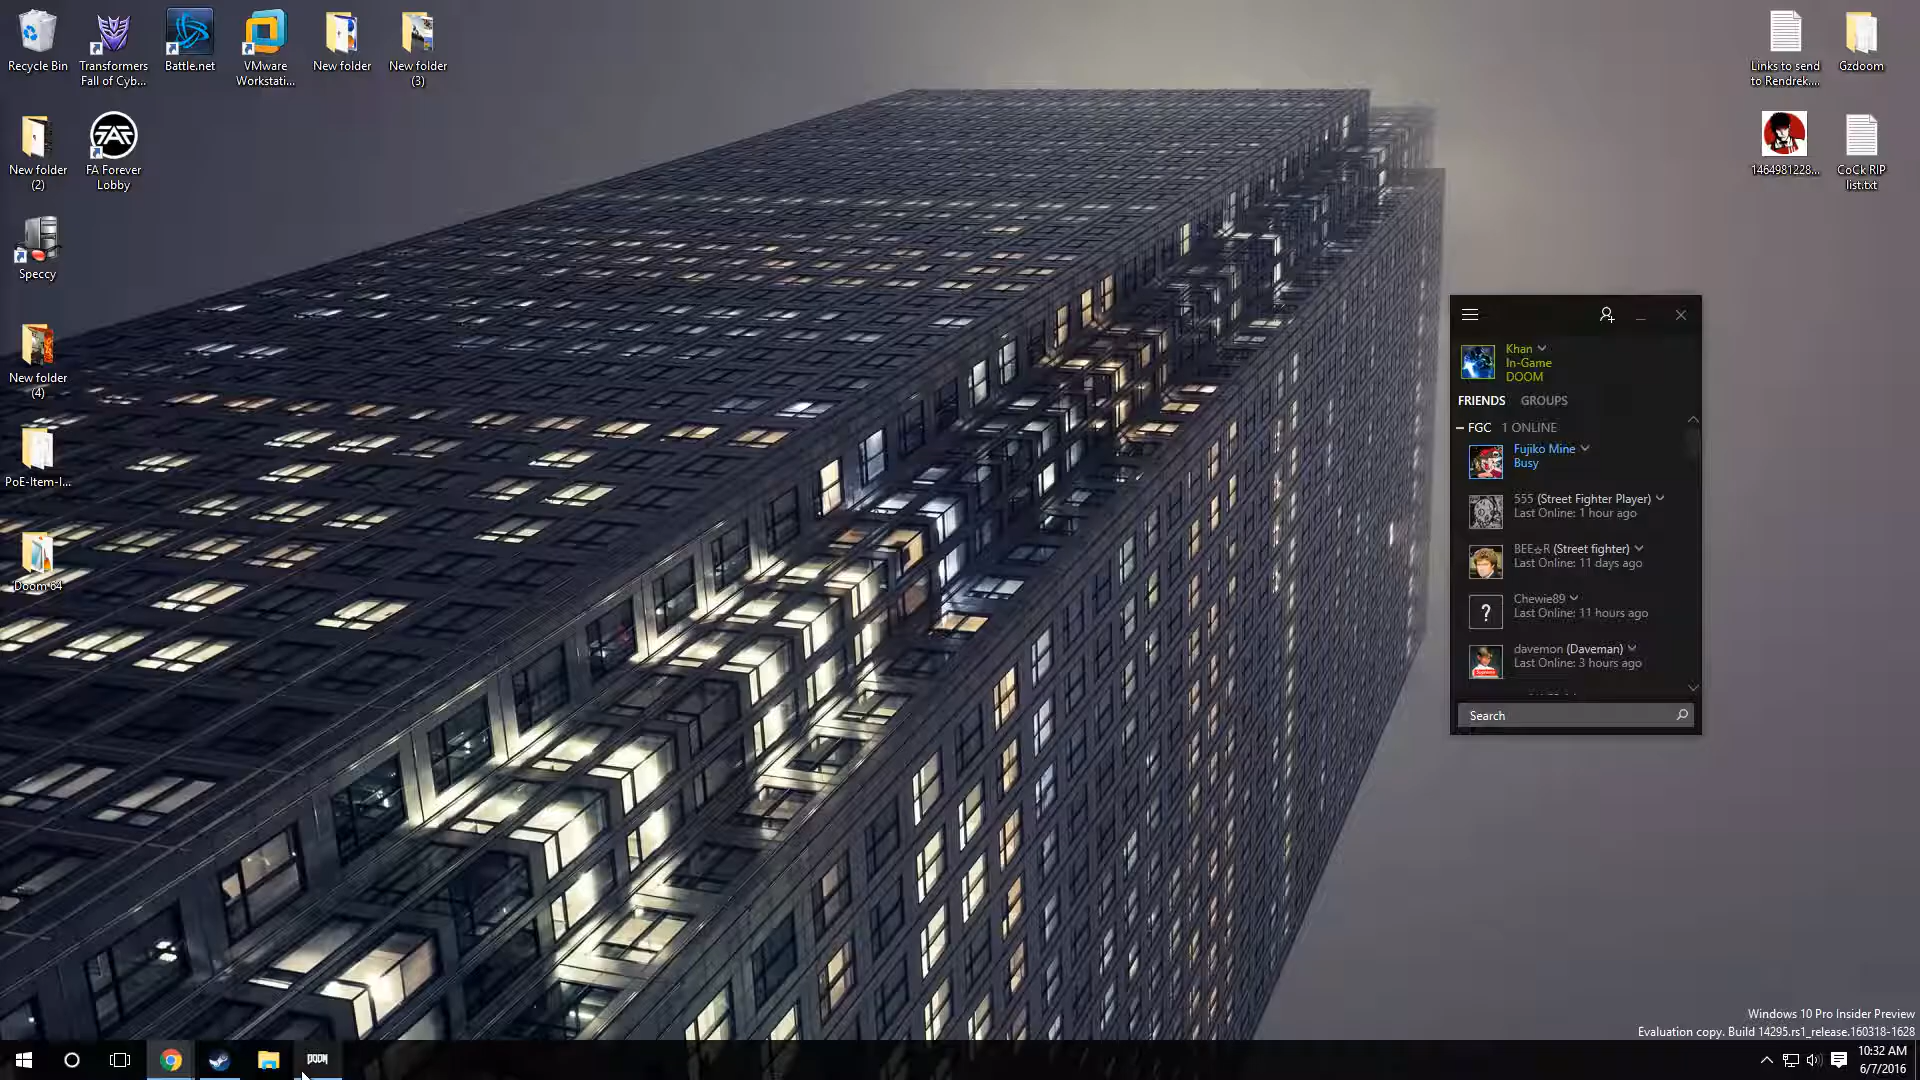 Recycle Bin
Transformers
Fall of Cyb...
Battle.net
VMware
Workstati...
New folder
New folder
(3)
New folder
(2)
FA Forever
Lobby
Speccy
New folder
(4)
PoE-Item-I...
Doom 64
Links to send
to Rendrek....
Gzdoom
1464981228...
CoCk RIP
list.txt
Khan
In-Game
DOOM
FRIENDS GROUPS
FGC 1 ONLINE
Fujiko Mine
Busy
555 (Street Fighter Player)
Last Online: 1 hour ago
BEE☆R (Street fighter)
Last Online: 11 days ago
Chewie89
Last Online: 11 hours ago
davemon (Daveman)
Last Online: 3 hours ago
Search
Windows 10 Pro Insider Preview
Evaluation copy. Build 14295.rs1_release.160318-1628
DOOM
10:32 AM
6/7/2016